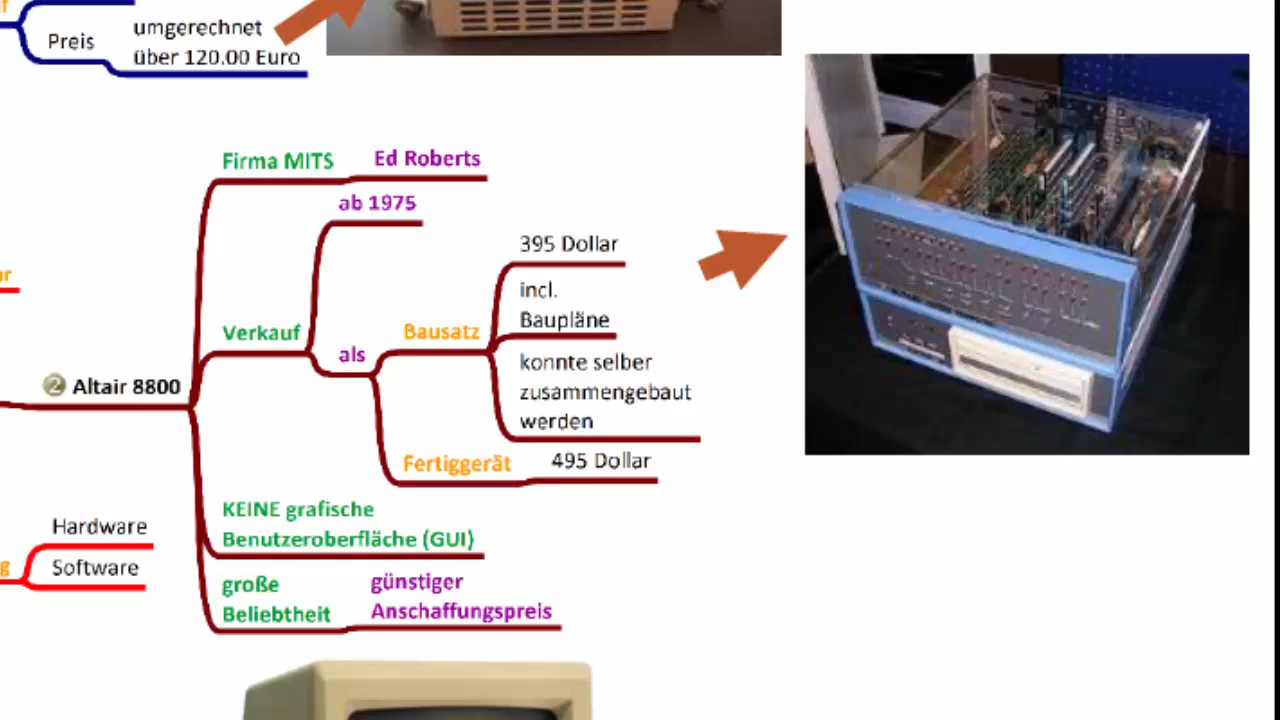 Preis
umgerechnet
über 120.00 Euro
Firma MITS
Ed Roberts
ab 1975
Verkauf
als
Bausatz
395 Dollar
incl.
Baupläne
konnte selber
zusammengebaut
werden
Fertiggerät
495 Dollar
2 Altair 8800
KEINE grafische
Benutzeroberfläche (GUI)
große
Beliebtheit
günstiger
Anschaffungspreis
Hardware
Software